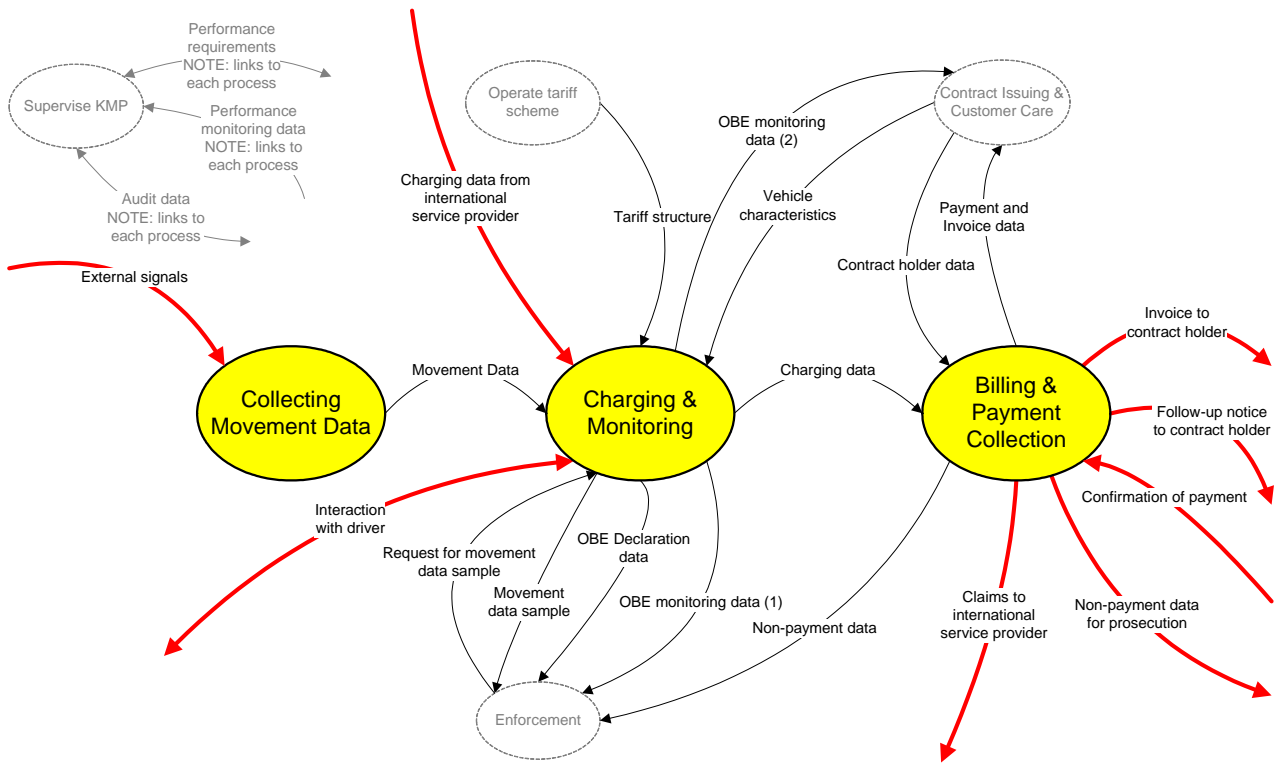 Performance
requirements
NOTE: links to
each process
Supervise KMP
Performance
monitoring data
NOTE: links to
each process
Audit data
NOTE: links to
each process
Operate tariff
scheme
Contract Issuing &
Customer Care
OBE monitoring
data (2)
Charging data from
international
service provider
Vehicle
characteristics
Tariff structure
Payment and
Invoice data
Contract holder data
External signals
Invoice to
contract holder
Collecting
Movement Data
Movement Data
Charging &
Monitoring
Charging data
Billing &
Payment
Collection
Follow-up notice
to contract holder
Confirmation of payment
Interaction
with driver
Request for movement
data sample
OBE Declaration
data
Movement
data sample
OBE monitoring data (1)
Non-payment data
Claims to
international
service provider
Non-payment data
for prosecution
Enforcement